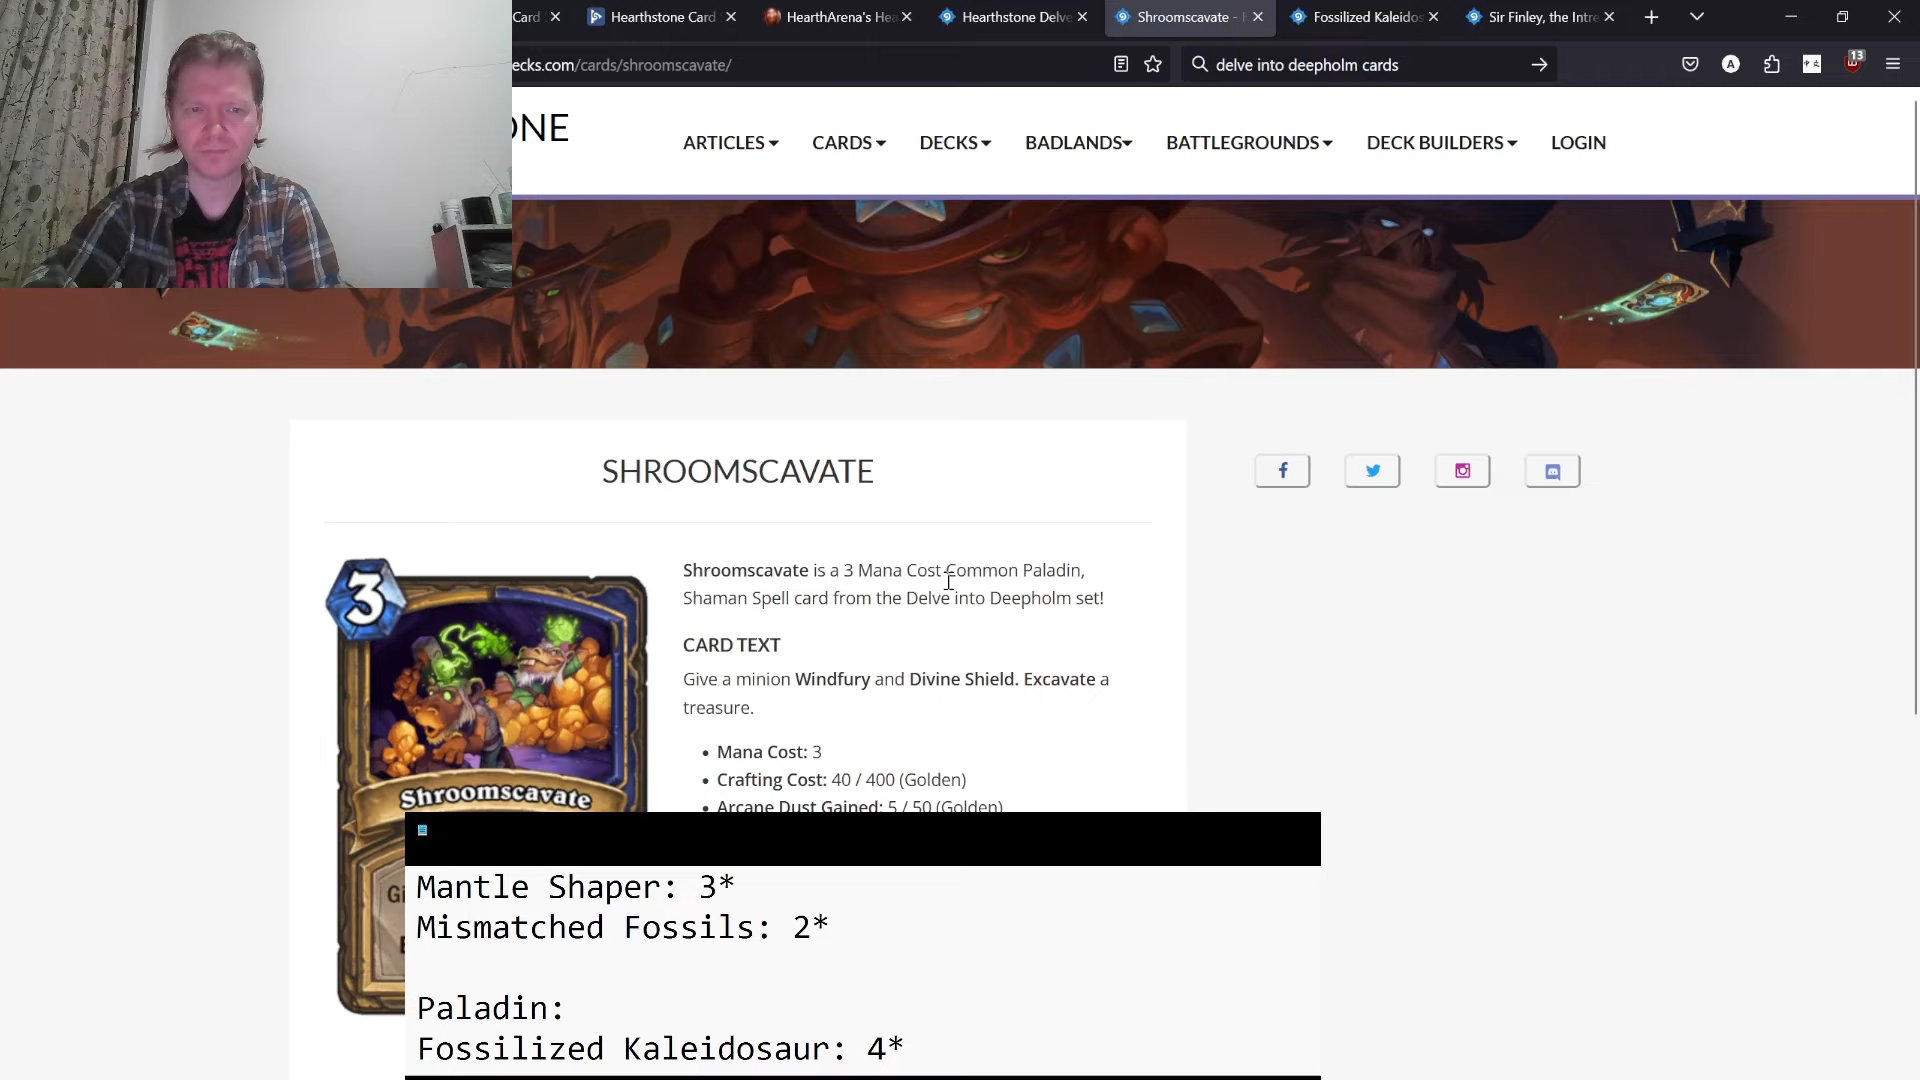 Card
Hearthstone Card
HearthArena's Hea
Hearthstone Delve
Shroomscavate -
Fossilized Kaleidos
Sir Finley, the Intre
ecks.com/cards/shroomscavate/
delve into deepholm cards
13
ONE
ARTICLES
CARDS
DECKS
BADLANDS
BATTLEGROUNDS
DECK BUILDERS
LOGIN
SHROOMSCAVATE
3
Shroomscavate
Gi
Shroomscavate is a 3 Mana Cost Common Paladin,
Shaman Spell card from the Delve into Deepholm set!
CARD TEXT
Give a minion Windfury and Divine Shield. Excavate a
treasure.
• Mana Cost: 3
• Crafting Cost: 40 / 400 (Golden)
• Arcane Dust Gained: 5 / 50 (Golden)
Mantle Shaper: 3*
Mismatched Fossils: 2*
Paladin:
Fossilized Kaleidosaur: 4*